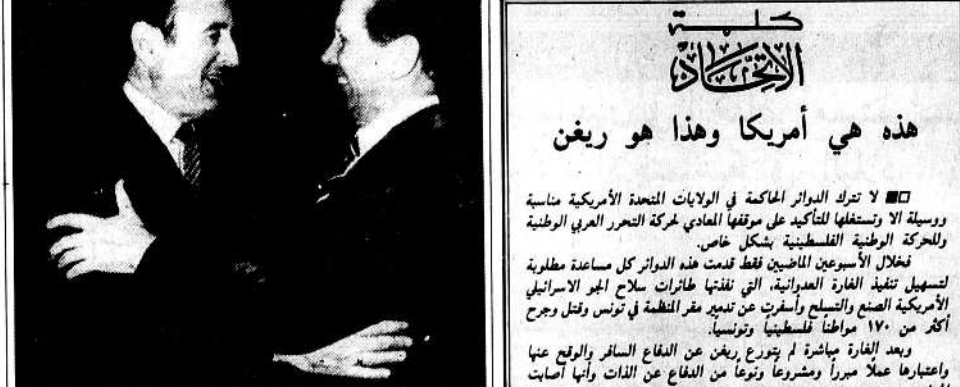 كلمة
الاتحاد
هذه هي أمريكا وهذا هو ريغن
لا تترك الدوائر الحاكمة في الولايات المتحدة الأمريكية مناسبة
ووسيلة الا وتستغلها للتأكيد على موقفها المعادي لحركة التحرر العربي الوطنية
وللحركة الوطنية الفلسطينية بشكل خاص.
فخلال الأسبوعين الماضيين فقط قدمت هذه الدوائر كل مساعدة مطلوبة
لتسهيل تنفيذ الغارة العدوانية، التي نفذتها طائرات سلاح الجو الاسرائيلي
الأمريكية الصنع والتسلح وأسفرت عن تدمير مقر المنظمة في تونس وقتل وجرح
أكثر من ١٧٠ مواطناً فلسطينياً وتونسياً.
وبعد الغارة مباشرة لم يتورع ريغن عن الدفاع السافر والوقح عنها
واعتبارها عملاً مبرراً ومشروعاً ونوعاً من الدفاع عن الذات وأنها أصابت